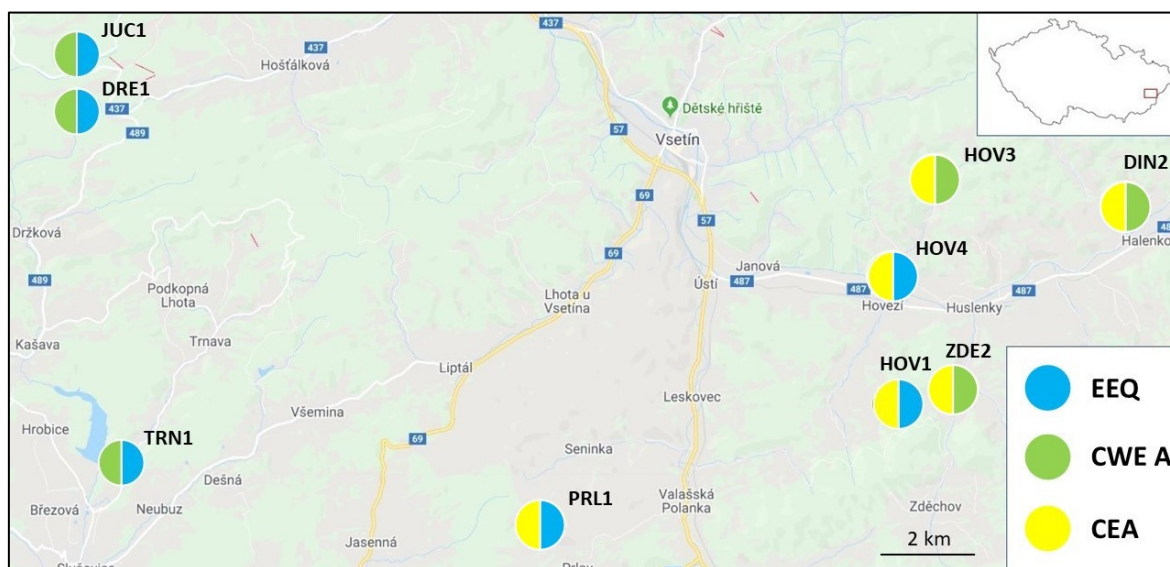 JUC1
437
437
Hošťálková
DRE1
437
489
57
Dětské hřiště
Vsetín
HOV3
DIN2
69
57
Držková
HOV4
Halenko
489
69
Janová
487
487
487
Podkopná
Lhota
Lhota u
Vsetína
Ústí
Hovězí
Huslenky
Kašava
Trnava
HOV1
ZDE2
Liptál
EEQ
Leskovec
Všemina
Hrobice
TRN1
69
Seninka
CWE A
Dešná
PRL1
Valašská
Polanka
Zděchov
Březová
Neubuz
CEA
Jasenná
2 km